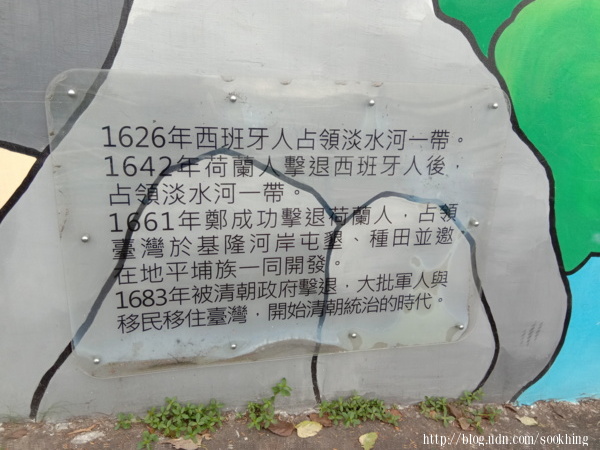 1626年西班牙人占領淡水河一帶。
1642年荷蘭人擊退西班牙人後，
占領淡水河一帶。
1661年鄭成功擊退荷蘭人，占領
臺灣於基隆河岸屯墾、種田並邀
在地平埔族一同開發。
1683年被清朝政府擊退，大批軍人與
移民移住臺灣，開始清朝統治的時代。
http://blog.udn.com/sookhing